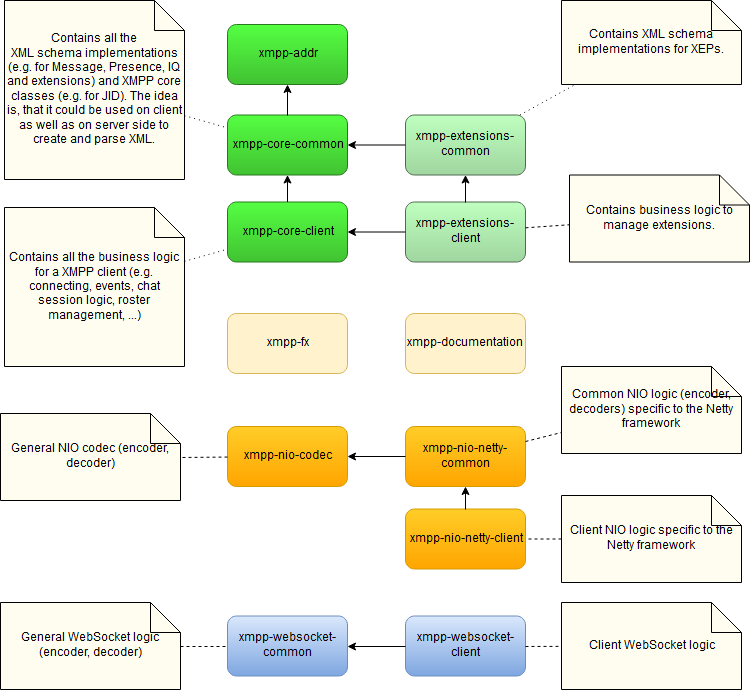 Contains all the
XML schema implementations
(e.g. for Message, Presence, IQ
and extensions) and XMPP core
classes (e.g. for JID). The idea
is, that it could be used on client
as well as on server side to
create and parse XML.
xmpp-addr
Contains XML schema
implementations for XEPs.
xmpp-core-common
xmpp-extensions-
common
Contains all the business logic
for a XMPP client (e.g.
connecting, events, chat
session logic, roster
management, ...)
xmpp-core-client
xmpp-extensions-
client
Contains business logic to
manage extensions.
xmpp-fx
xmpp-documentation
General NIO codec (encoder,
decoder)
xmpp-nio-codec
xmpp-nio-netty-
common
Common NIO logic (encoder,
decoders) specific to the Netty
framework
xmpp-nio-netty-client
Client NIO logic specific to the
Netty framework
General WebSocket logic
(encoder, decoder)
xmpp-websocket-
common
xmpp-websocket-
client
Client WebSocket logic